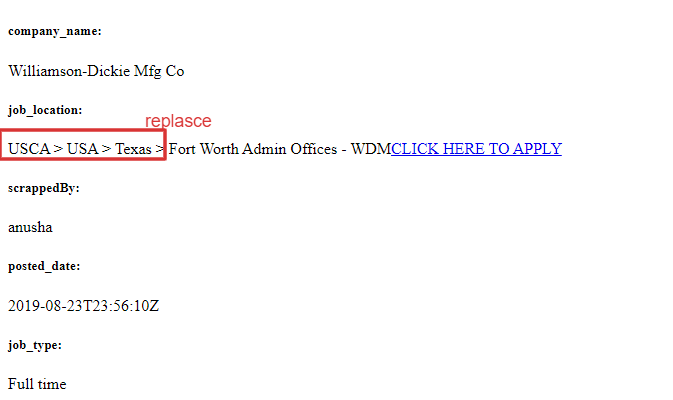 company_name:
Williamson-Dickie Mfg Co
job_location:
replasce
USCA > USA > Texas > Fort Worth Admin Offices - WDMCLICK HERE TO APPLY
scrappedBy:
anusha
posted_date:
2019-08-23T23:56:10Z
job_type:
Full time